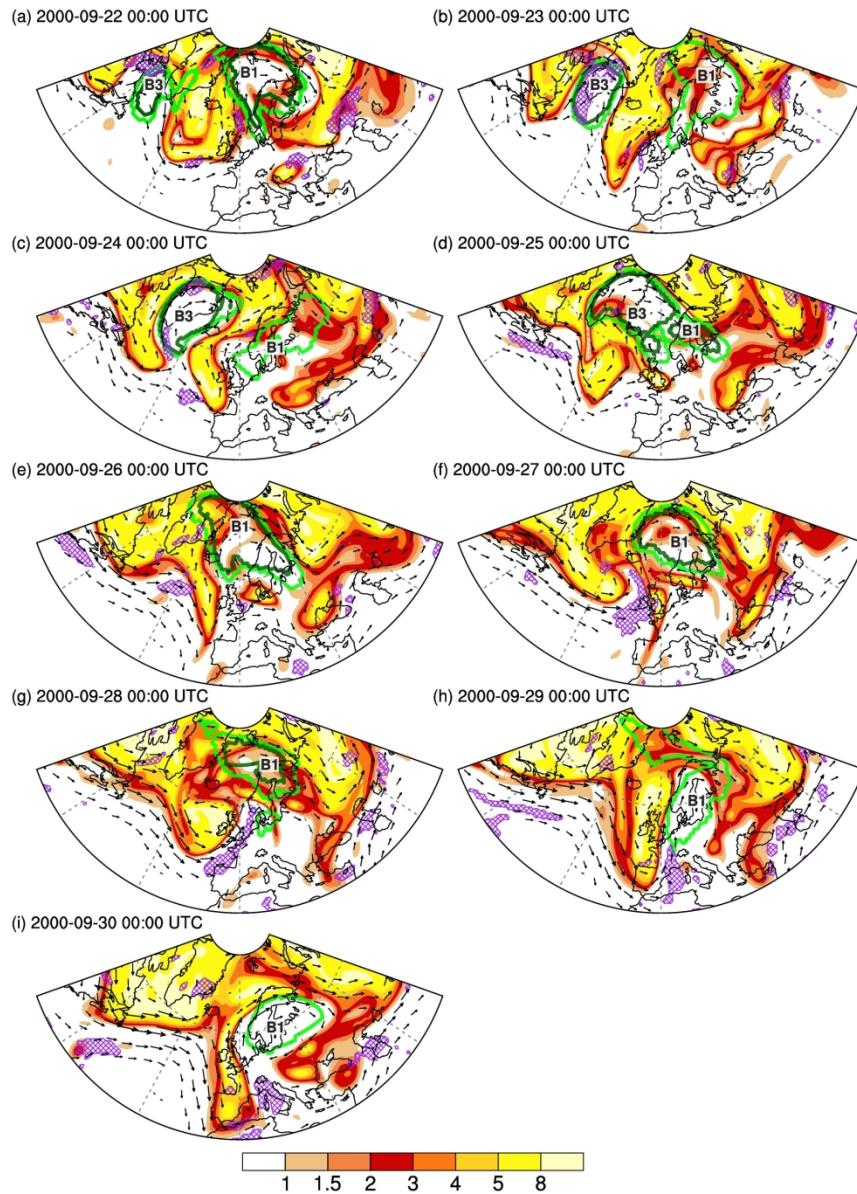 (a) 2000-09-22 00:00 UTC
B3
B1
(b) 2000-09-23 00:00 UTC
B3
B1
(c) 2000-09-24 00:00 UTC
B3
B1
(d) 2000-09-25 00:00 UTC
B3
B1
(e) 2000-09-26 00:00 UTC
B1
(f) 2000-09-27 00:00 UTC
B1
(g) 2000-09-28 00:00 UTC
B1
(h) 2000-09-29 00:00 UTC
B1
(i) 2000-09-30 00:00 UTC
B1
1 1.5 2 3 4 5 8